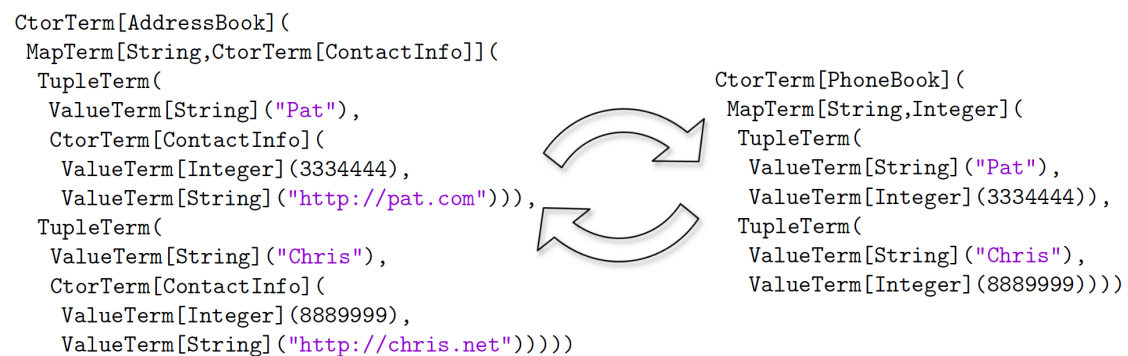 CtorTerm[AddressBook](
MapTerm[String,CtorTerm[ContactInfo]](
TupleTerm(
ValueTerm[String]("Pat"),
CtorTerm[ContactInfo](
ValueTerm[Integer](3334444),
ValueTerm[String]("http://pat.com"))),
TupleTerm(
ValueTerm[String]("Chris"),
CtorTerm[ContactInfo](
ValueTerm[Integer](8889999),
ValueTerm[String]("http://chris.net")))))
CtorTerm[PhoneBook](
MapTerm[String,Integer](
TupleTerm(
ValueTerm[String]("Pat"),
ValueTerm[Integer](3334444)),
TupleTerm(
ValueTerm[String]("Chris"),
ValueTerm[Integer](8889999))))